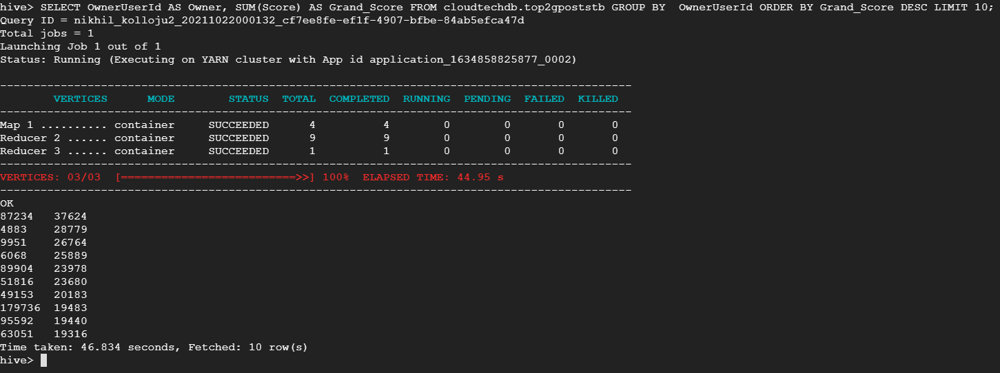 hive> SELECT OwnerUserId AS Owner, SUM(Score) AS Grand_Score FROM cloudtechdb.top2gpoststb GROUP BY  OwnerUserId ORDER BY Grand_Score DESC LIMIT 10;
Query ID = nikhil_kolloju2_20211022000132_cf7ee8fe-ef1f-4907-bfbe-84ab5efca47d
Total jobs = 1
Launching Job 1 out of 1
Status: Running (Executing on YARN cluster with App id application_1634858825877_0002)

----------------------------------------------------------------------------------------------
        VERTICES      MODE        STATUS  TOTAL  COMPLETED  RUNNING  PENDING  FAILED  KILLED
----------------------------------------------------------------------------------------------
Map 1 .......... container     SUCCEEDED      4          4        0        0       0       0
Reducer 2 ...... container     SUCCEEDED      9          9        0        0       0       0
Reducer 3 ...... container     SUCCEEDED      1          1        0        0       0       0
----------------------------------------------------------------------------------------------
VERTICES: 03/03  [==========================>>] 100%  ELAPSED TIME: 44.95 s
----------------------------------------------------------------------------------------------
OK
87234   37624
4883    28779
9951    26764
6068    25889
89904   23978
51816   23680
49153   20183
179736  19483
95592   19440
63051   19316
Time taken: 46.834 seconds, Fetched: 10 row(s)
hive>